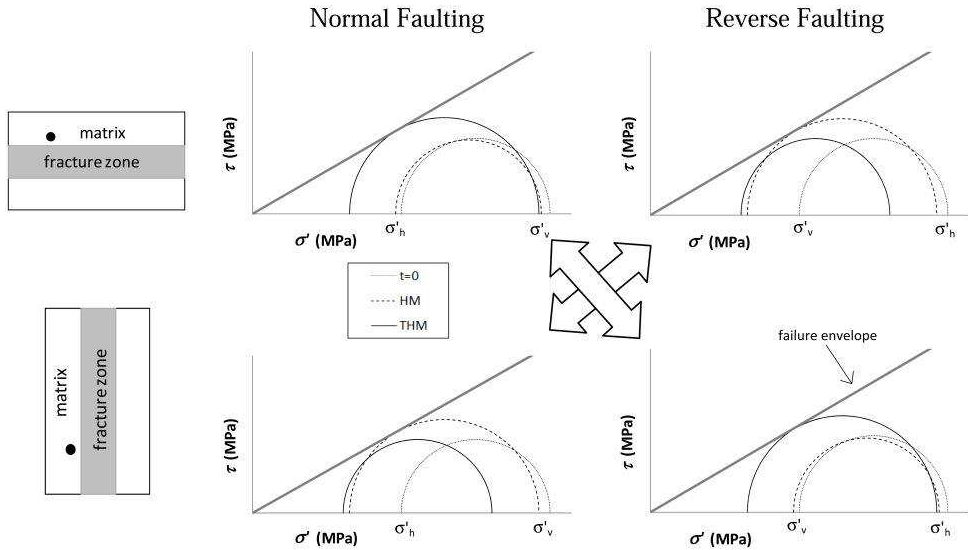 Normal Faulting
Reverse Faulting
matrix
fracture zone
τ (MPa)
σ' (MPa)
σ'h
σ'v
τ (MPa)
σ' (MPa)
σ'v
σ'h
t=0
HM
THM
matrix
fracture zone
τ (MPa)
σ' (MPa)
σ'h
σ'v
failure envelope
τ (MPa)
σ' (MPa)
σ'v
σ'h